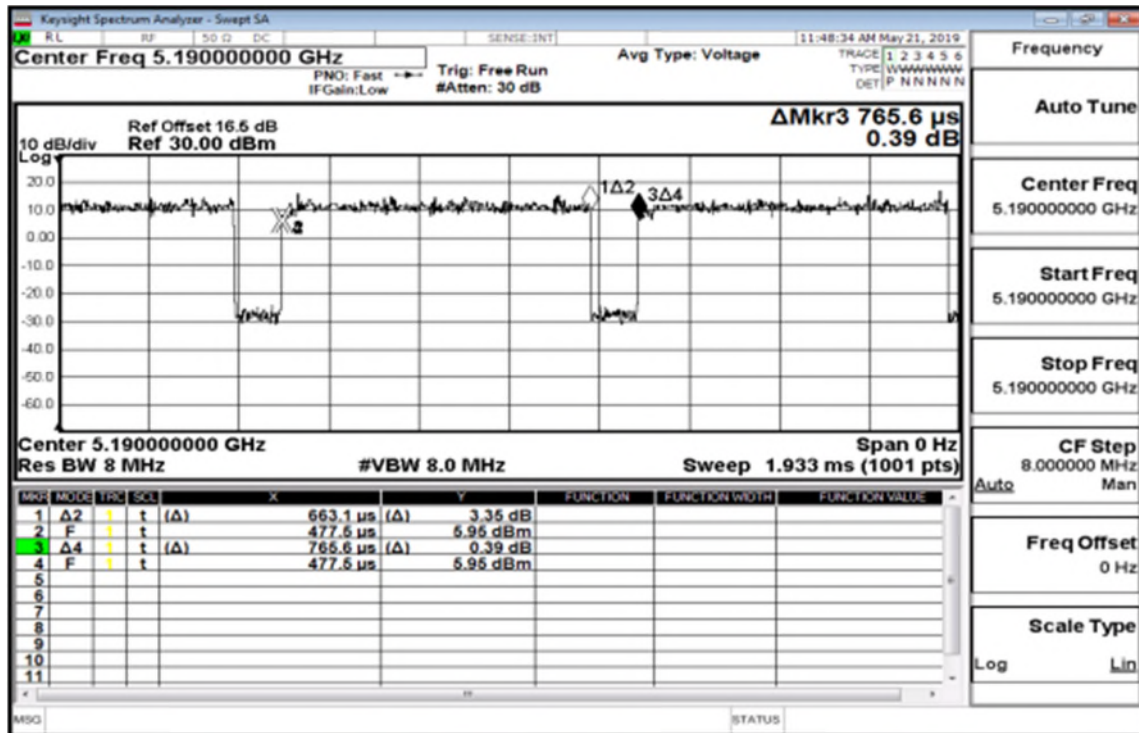 Keysight Spectrum Analyzer - Swept SA
RL RF 50 Ω DC SENSE:INT 11:48:34 AM May 21, 2019
Center Freq 5.190000000 GHz Avg Type: Voltage TRACE 1 2 3 4 5 6
PNO: Fast Trig: Free Run TYPE WWWWWW
IFGain:Low #Atten: 30 dB DET P NNNNN
ΔMkr3 765.6 µs
Ref Offset 16.5 dB 0.39 dB
10 dB/div Ref 30.00 dBm
Log
20.0
1Δ2
3Δ4
10.0
0.00
-10.0
-20.0
-30.0
-40.0
-50.0
-60.0
Center 5.190000000 GHz Span 0 Hz
Res BW 8 MHz #VBW 8.0 MHz Sweep 1.933 ms (1001 pts)
MKR MODE TRC SCL X Y FUNCTION FUNCTION WIDTH FUNCTION VALUE
1 Δ2 1 t (Δ) 663.1 µs (Δ) 3.35 dB
2 F 1 t 477.5 µs 5.95 dBm
3 Δ4 1 t (Δ) 765.6 µs (Δ) 0.39 dB
4 F 1 t 477.5 µs 5.95 dBm
5
6
7
8
9
10
11
MSG STATUS
Frequency
Auto Tune
Center Freq
5.190000000 GHz
Start Freq
5.190000000 GHz
Stop Freq
5.190000000 GHz
CF Step
8.000000 MHz
Auto Man
Freq Offset
0 Hz
Scale Type
Log Lin